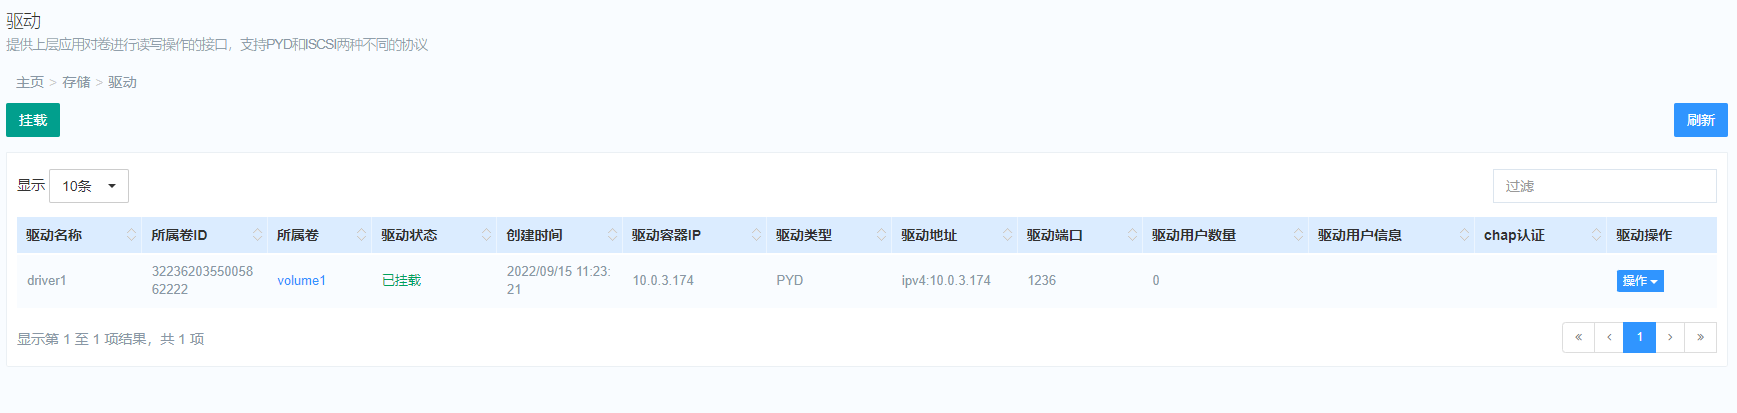 驱动
提供上层应用对卷进行读写操作的接口，支持PYD和ISCSI两种不同的协议
主页 > 存储 > 驱动
挂载 刷新
显示 10条 过滤
驱动名称 所属卷ID 所属卷 驱动状态 创建时间 驱动容器IP 驱动类型 驱动地址 驱动端口 驱动用户数量 驱动用户信息 chap认证 驱动操作
driver1 32236203550058 volume1 已挂载 2022/09/15 11:23: 10.0.3.174 PYD ipv4:10.0.3.174 1236 0 操作
62222 21
显示第 1 至 1 项结果，共 1 项 « ‹ 1 › »